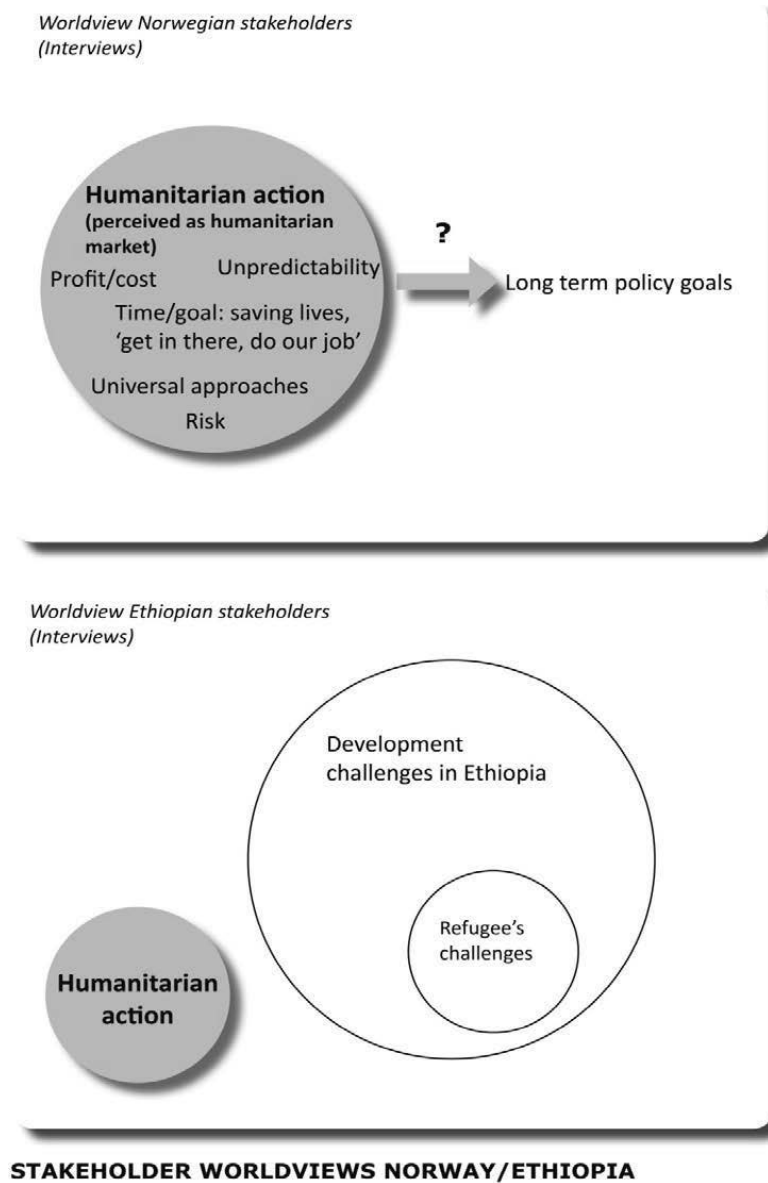 Worldview Norwegian stakeholders
(Interviews)
Humanitarian action
(perceived as humanitarian
market)
Profit/cost
Unpredictability
Time/goal: saving lives,
‘get in there, do our job’
Universal approaches
Risk
?
Long term policy goals
Worldview Ethiopian stakeholders
(Interviews)
Development
challenges in Ethiopia
Refugee’s
challenges
Humanitarian
action
STAKEHOLDER WORLDVIEWS NORWAY/ETHIOPIA